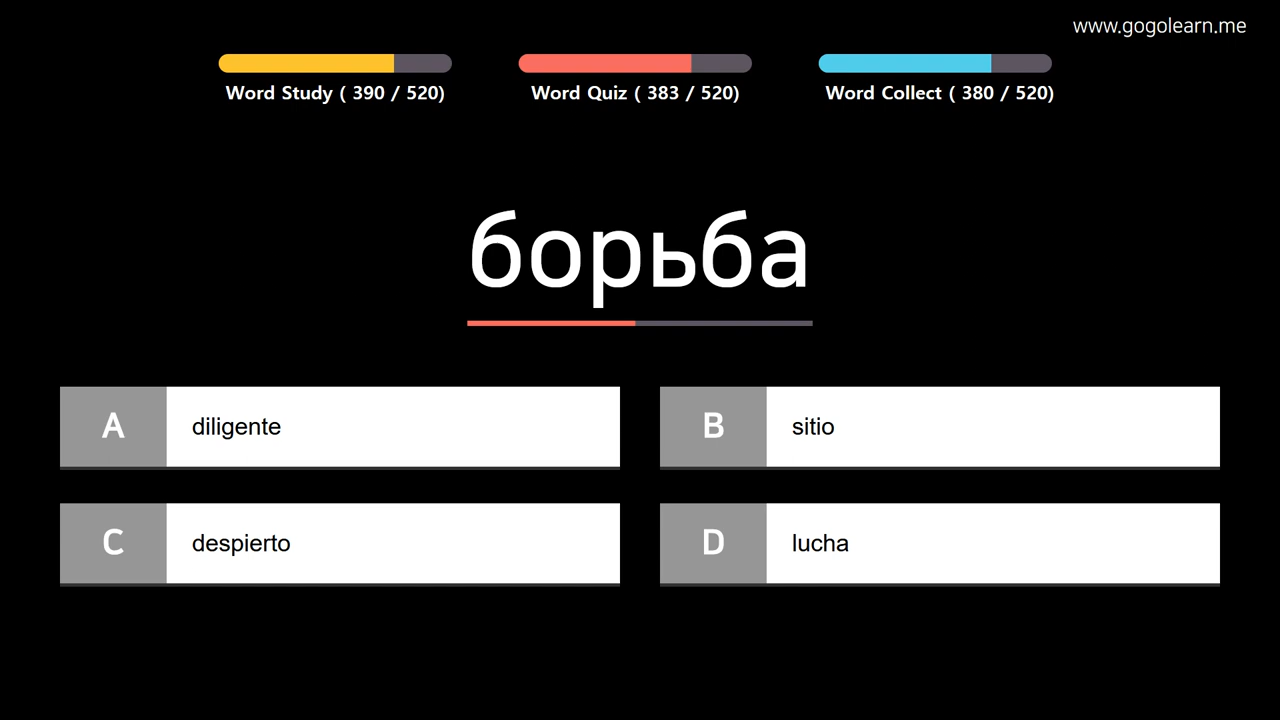 www.gogolearn.me
Word Study ( 390 / 520)
Word Quiz ( 383 / 520)
Word Collect ( 380 / 520)
борьба
A diligente
B sitio
C despierto
D lucha